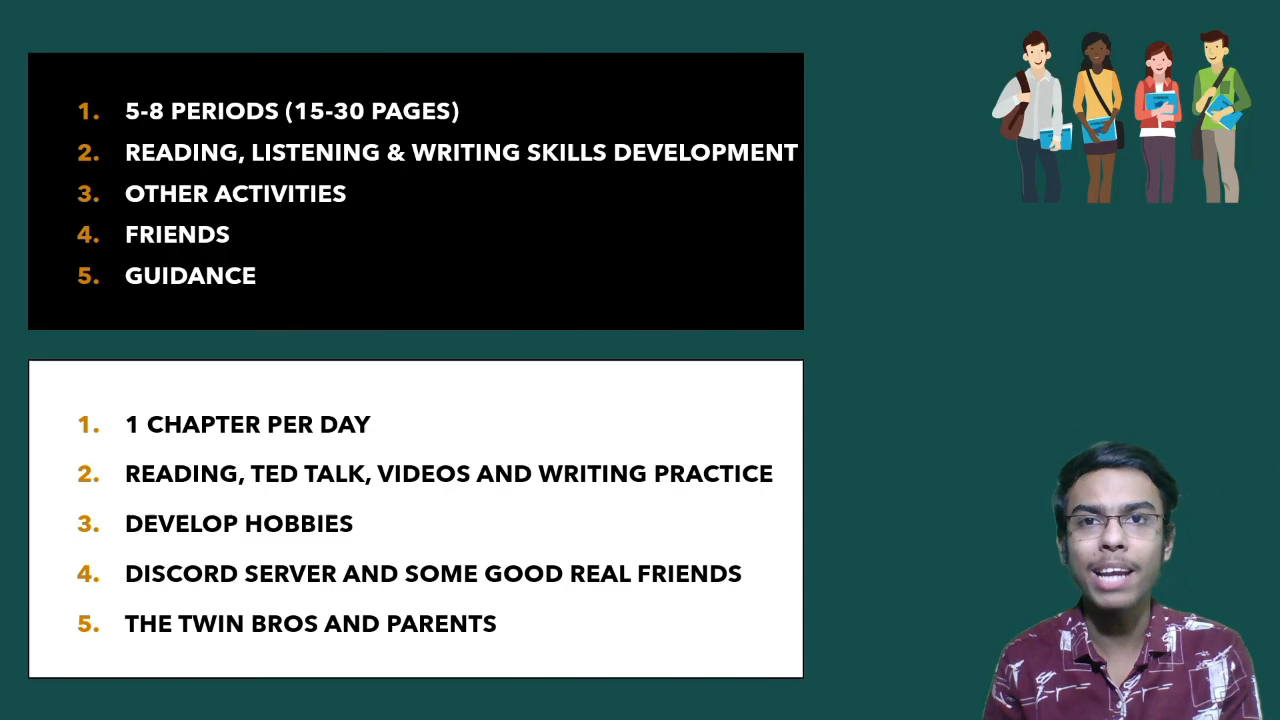 1. 5-8 PERIODS (15-30 PAGES)
2. READING, LISTENING & WRITING SKILLS DEVELOPMENT
3. OTHER ACTIVITIES
4. FRIENDS
5. GUIDANCE
1. 1 CHAPTER PER DAY
2. READING, TED TALK, VIDEOS AND WRITING PRACTICE
3. DEVELOP HOBBIES
4. DISCORD SERVER AND SOME GOOD REAL FRIENDS
5. THE TWIN BROS AND PARENTS